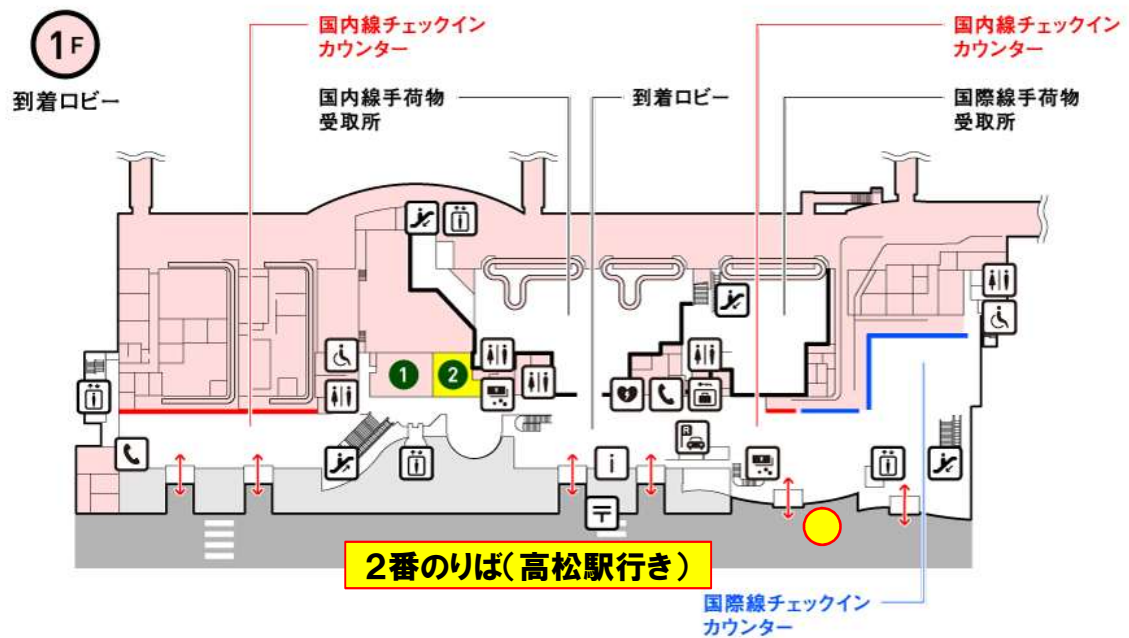 1F
到着ロビー
国内線チェックイン
カウンター
国内線手荷物
受取所
到着ロビー
国内線チェックイン
カウンター
国際線手荷物
受取所
1
2
i
〒
2番のりば(高松駅行き)
国際線チェックイン
カウンター